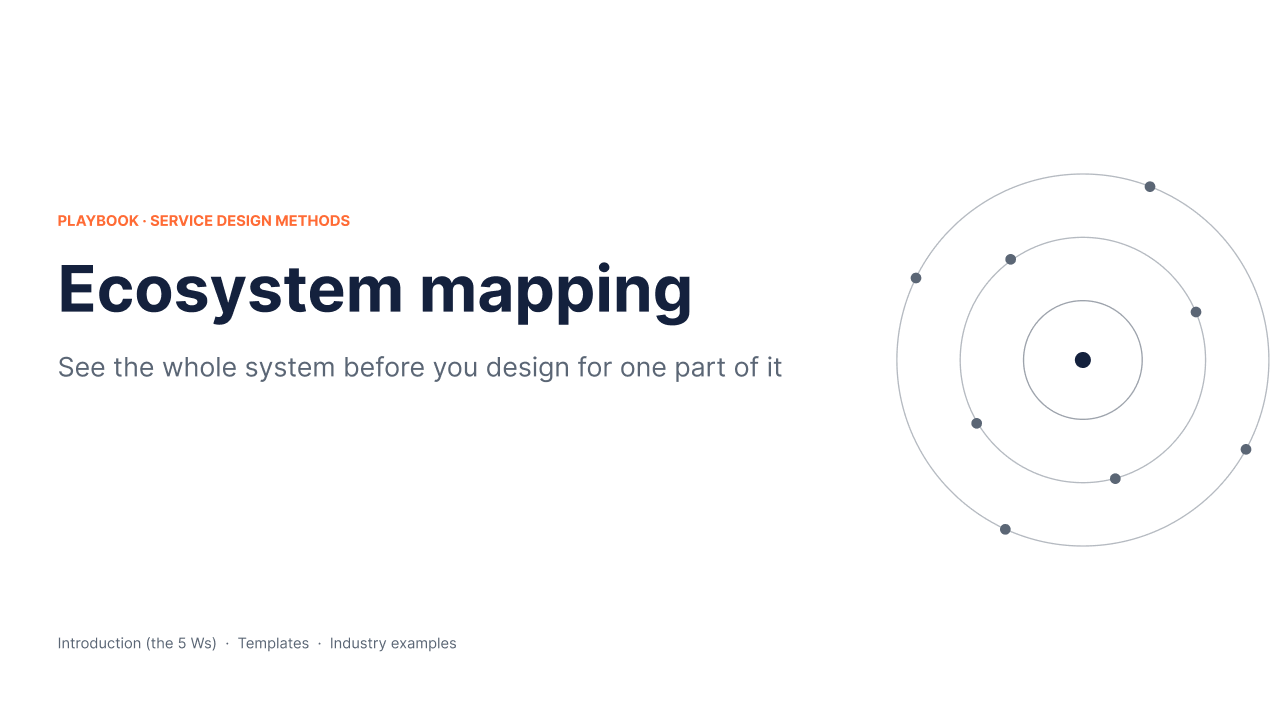 PLAYBOOK · SERVICE DESIGN METHODS
Ecosystem mapping
See the whole system before you design for one part of it
Introduction (the 5 Ws) · Templates · Industry examples